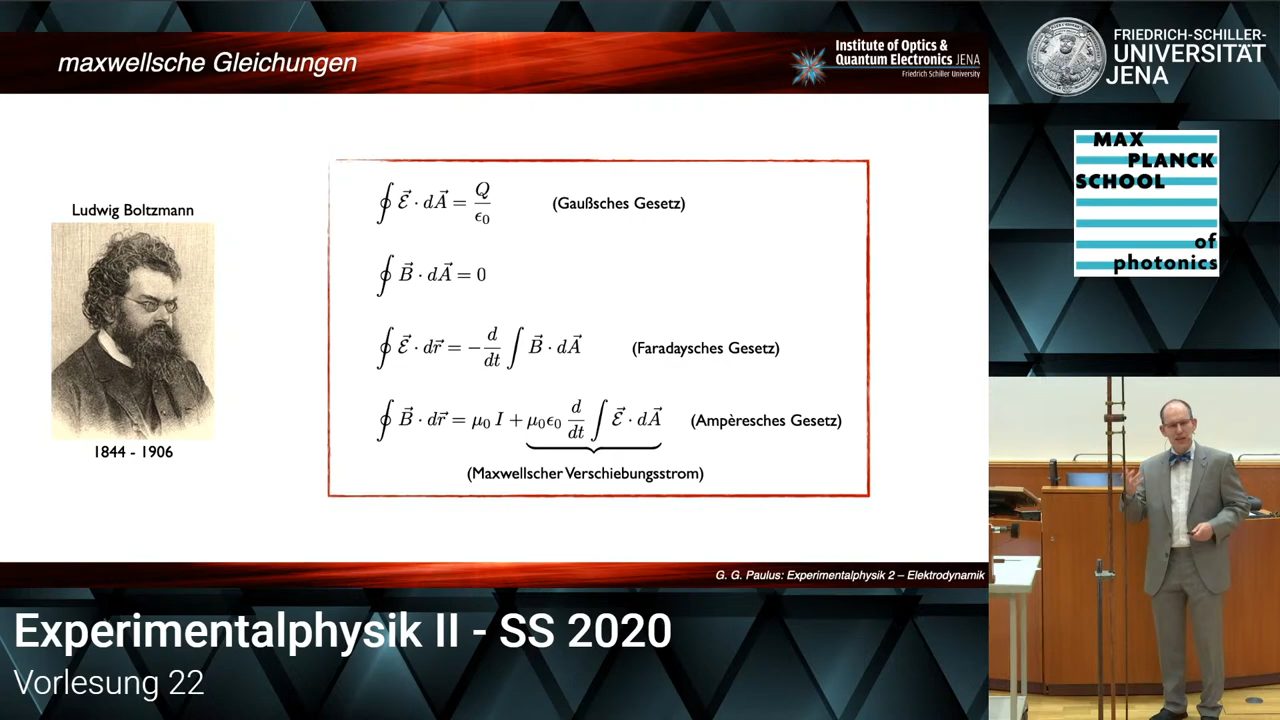 maxwellsche Gleichungen
Institute of Optics &
Quantum Electronics JENA
Friedrich Schiller University
FRIEDRICH-SCHILLER-
UNIVERSITÄT
JENA
MAX
PLANCK
SCHOOL
of
photonics
Ludwig Boltzmann
1844 - 1906
∮ ℰ⃗ · dA⃗ = Q/ϵ₀ (Gaußsches Gesetz)
∮ B⃗ · dA⃗ = 0
∮ ℰ⃗ · dr⃗ = − d/dt ∫ B⃗ · dA⃗ (Faradaysches Gesetz)
∮ B⃗ · dr⃗ = μ₀ I + μ₀ϵ₀ d/dt ∫ ℰ⃗ · dA⃗ (Ampèresches Gesetz)
(Maxwellscher Verschiebungsstrom)
G. G. Paulus: Experimentalphysik 2 – Elektrodynamik
Experimentalphysik II - SS 2020
Vorlesung 22